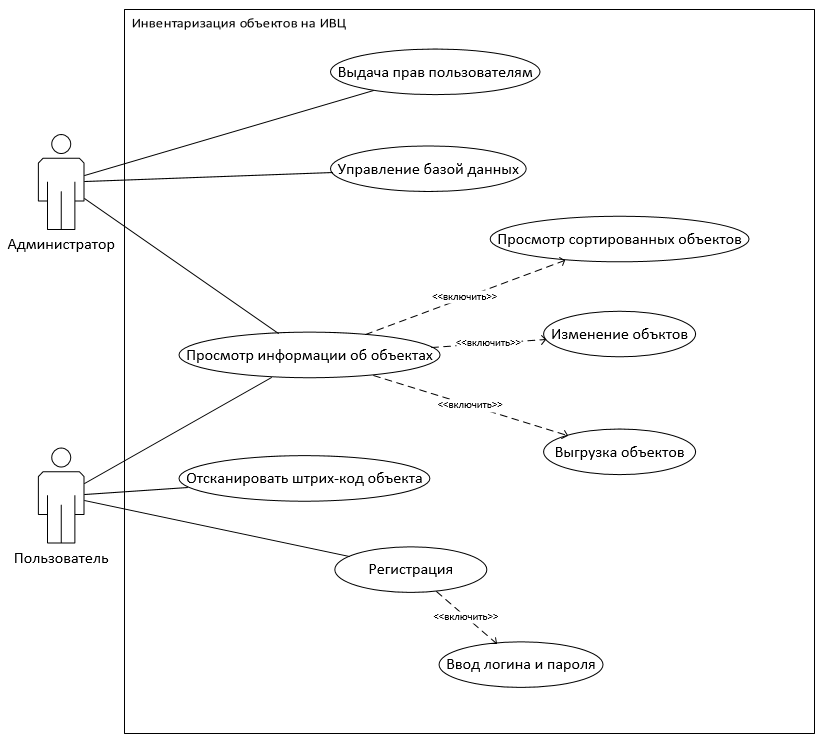 Инвентаризация объектов на ИВЦ
Выдача прав пользователям
Управление базой данных
Администратор
Просмотр сортированных объектов
<<включить>>
Изменение объктов
<<включить>>
Просмотр информации об объектах
<<включить>>
Выгрузка объектов
Отсканировать штрих-код объекта
Пользователь
Регистрация
<<включить>>
Ввод логина и пароля